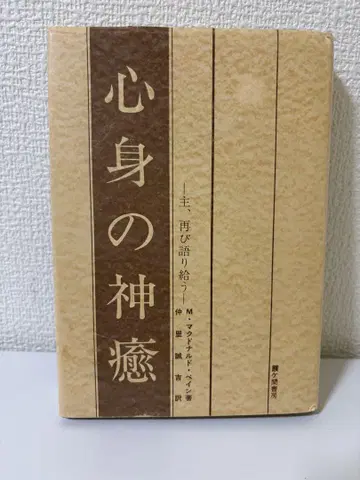 心身の神癒
―主、再び語り給う―
M・マクドナルド・ベイン著
仲里誠吉訳
霞ケ関書房